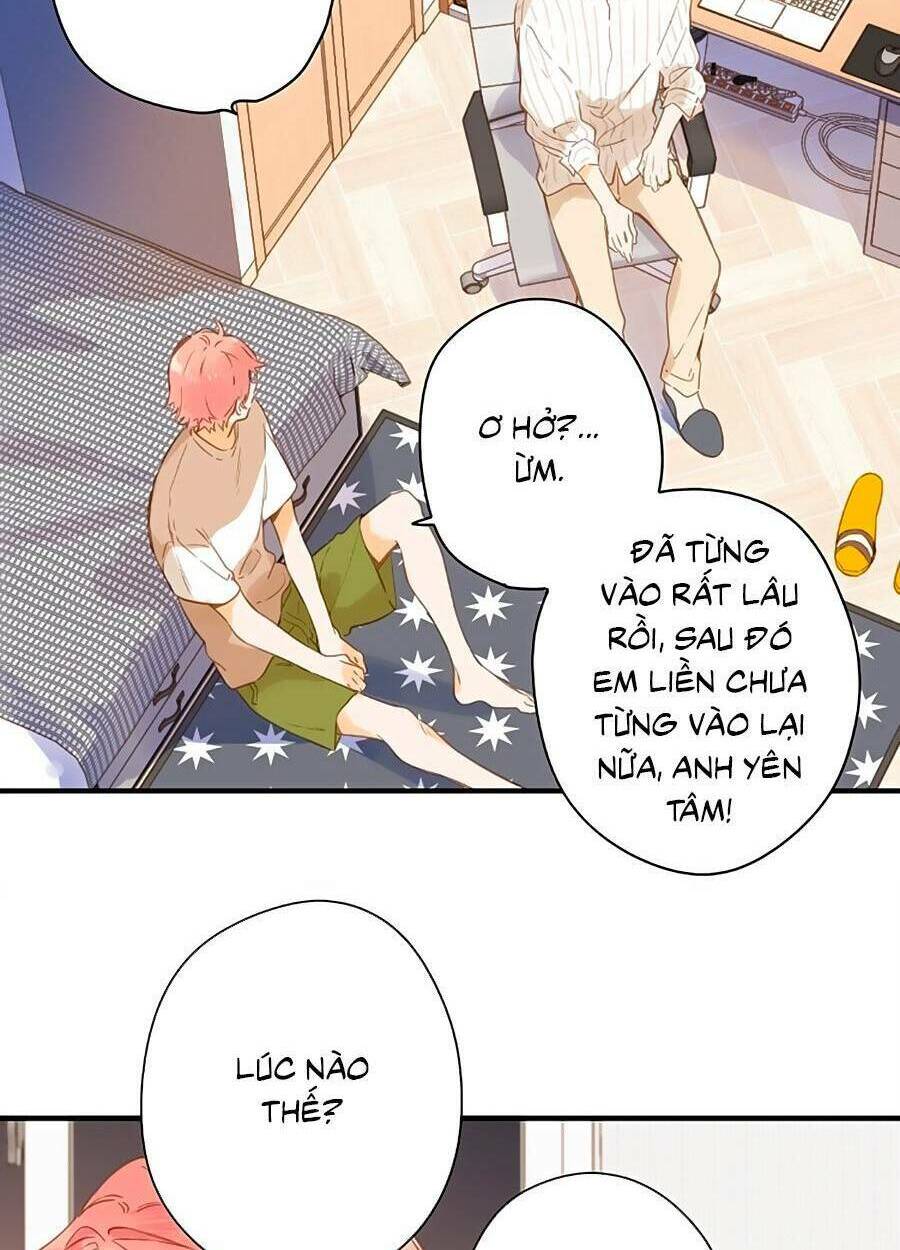 Ơ HỞ?...
ỪM.
ĐÃ TỪNG
VÀO RẤT LÂU
RỒI, SAU ĐÓ
EM LIỀN CHƯA
TỪNG VÀO LẠI
NỮA, ANH YÊN
TÂM!
LÚC NÀO
THẾ?